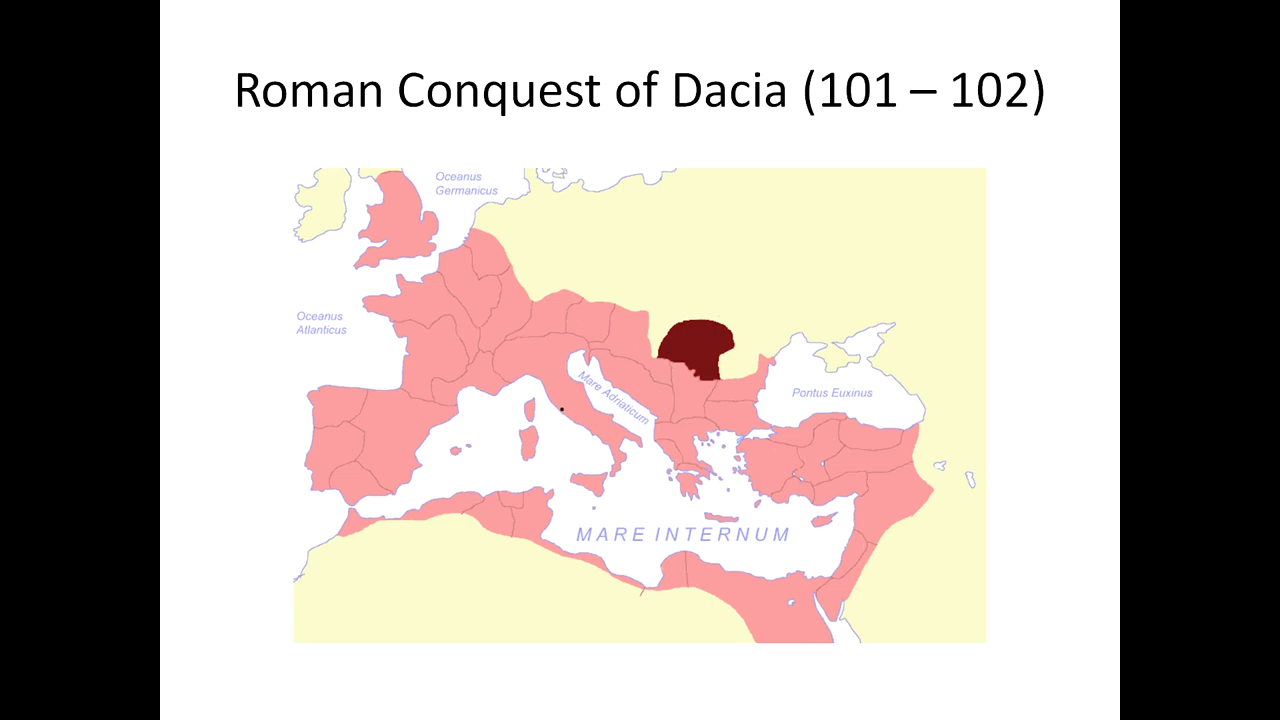 Roman Conquest of Dacia (101 – 102)
Oceanus
Germanicus
Oceanus
Atlanticus
Mare Adriaticum
Pontus Euxinus
MARE INTERNUM